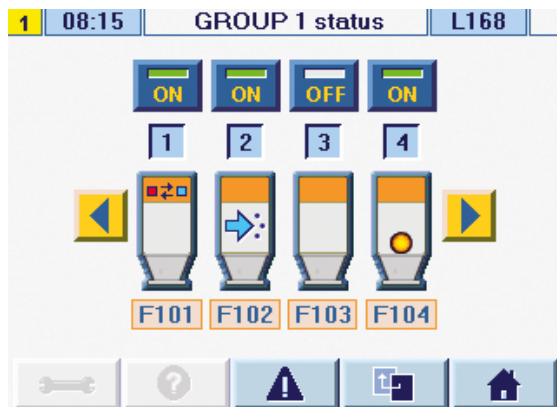 1 08:15 GROUP 1 status L168
ON ON OFF ON
1 2 3 4
F101 F102 F103 F104
?